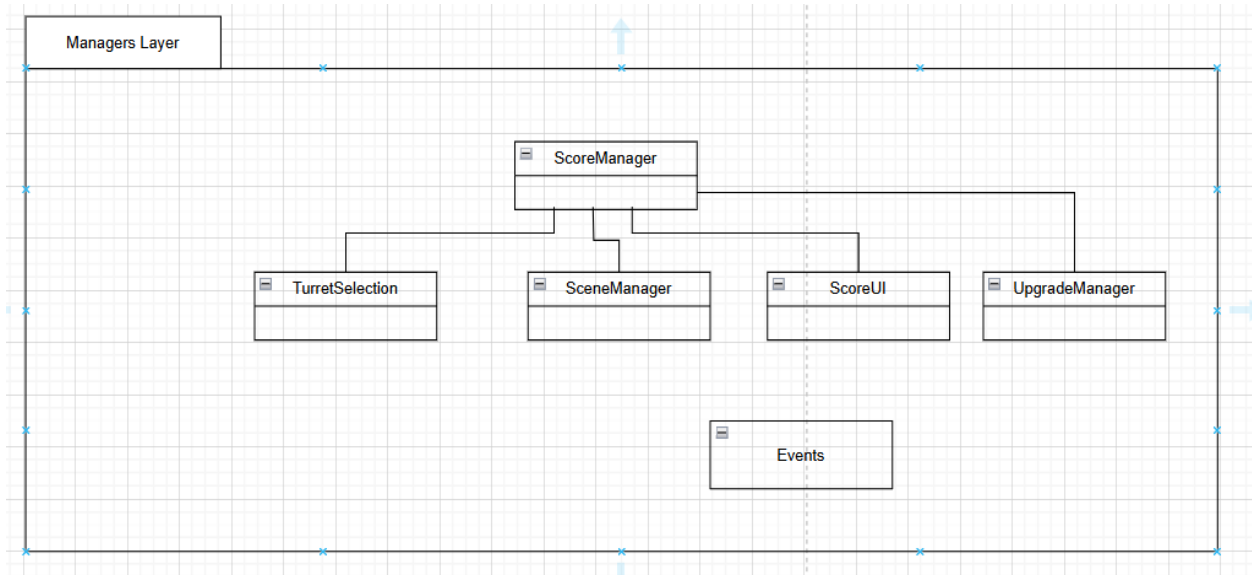 Managers Layer
ScoreManager
TurretSelection
SceneManager
ScoreUI
UpgradeManager
Events